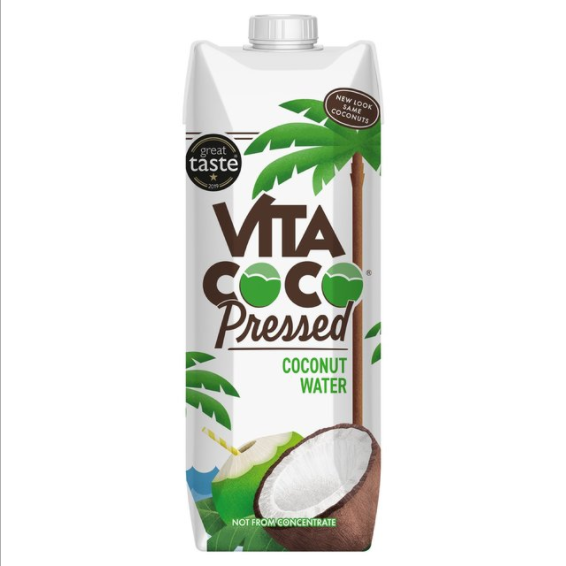 NEW LOOK
SAME
COCONUTS
great
taste
2019
VITA
COCO®
Pressed
COCONUT
WATER
NOT FROM CONCENTRATE